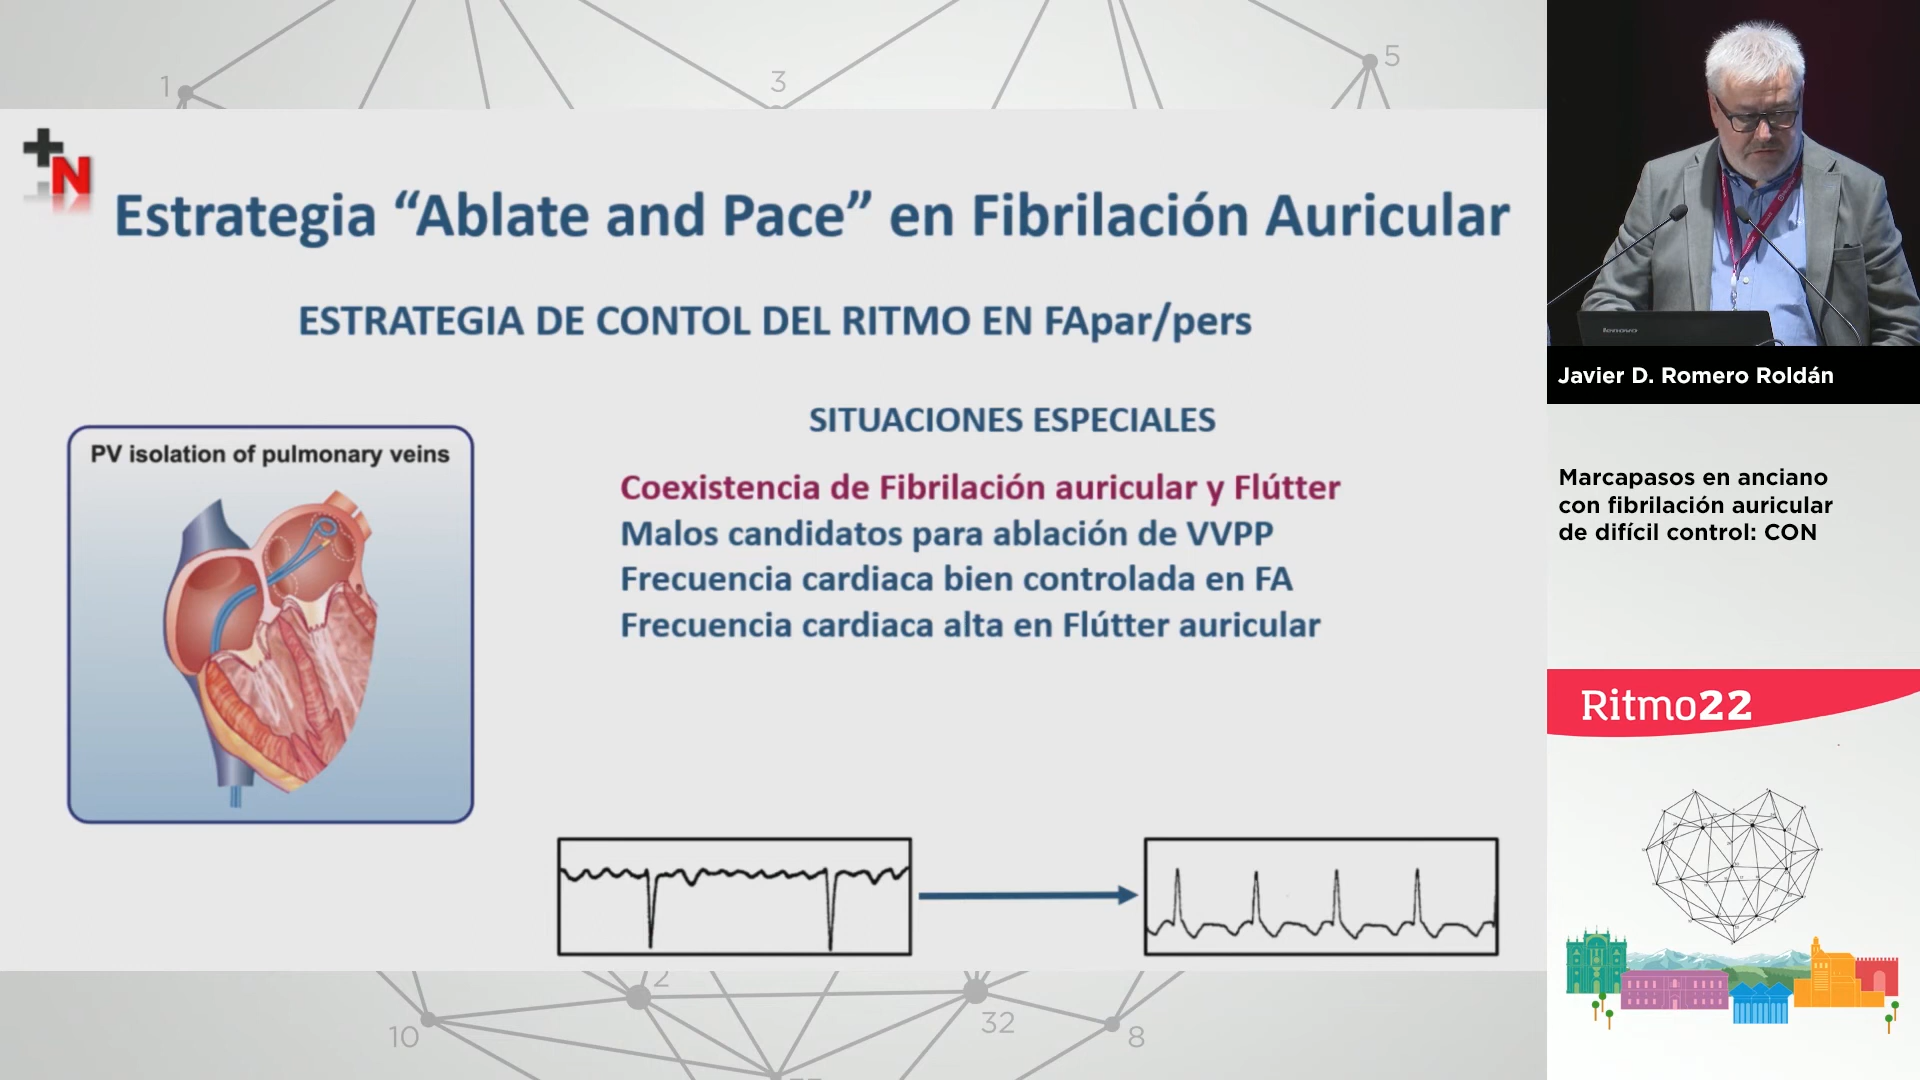 1
3
5
N
Estrategia “Ablate and Pace” en Fibrilación Auricular
ESTRATEGIA DE CONTOL DEL RITMO EN FApar/pers
PV isolation of pulmonary veins
SITUACIONES ESPECIALES
Coexistencia de Fibrilación auricular y Flútter
Malos candidatos para ablación de VVPP
Frecuencia cardiaca bien controlada en FA
Frecuencia cardiaca alta en Flútter auricular
2
10
32
8
lenovo
Javier D. Romero Roldán
Marcapasos en anciano
con fibrilación auricular
de difícil control: CON
Ritmo22